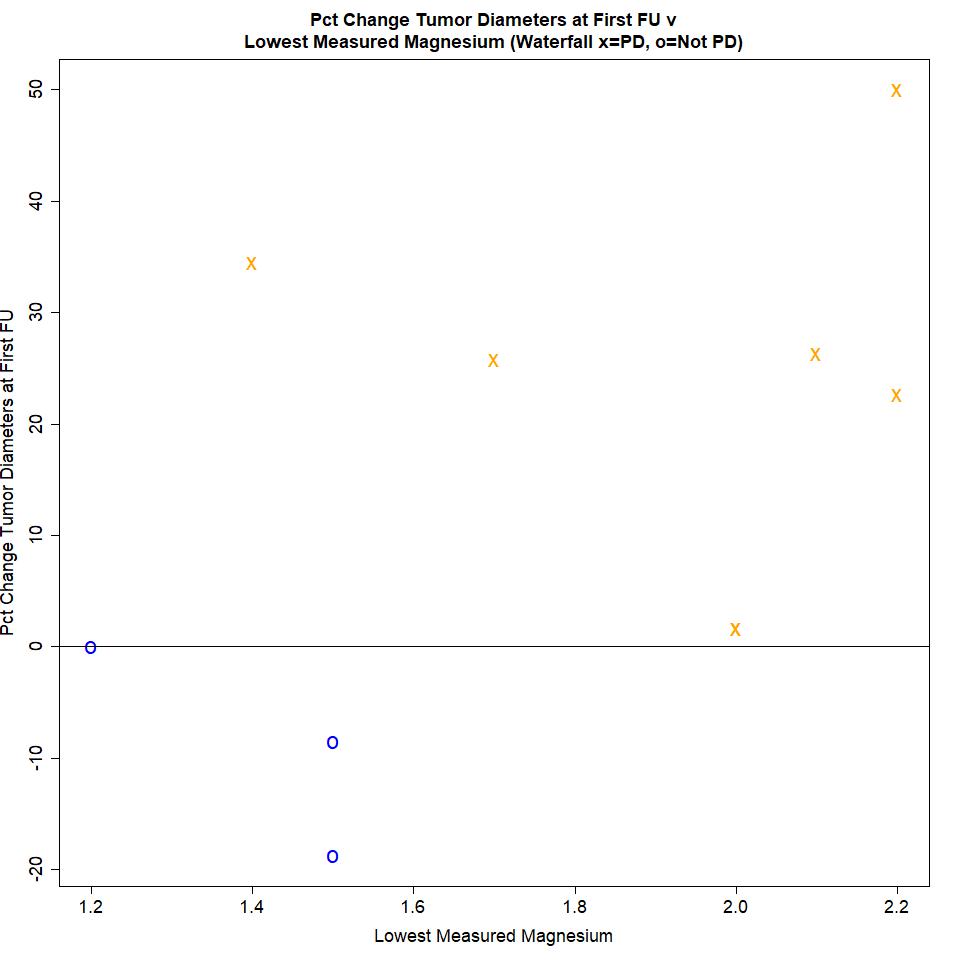 Pct Change Tumor Diameters at First FU v
Lowest Measured Magnesium (Waterfall x=PD, o=Not PD)
Pct Change Tumor Diameters at First FU
50
40
30
20
10
0
-10
-20
X
X
X
X
X
X
O
O
O
1.2
1.4
1.6
1.8
2.0
2.2
Lowest Measured Magnesium